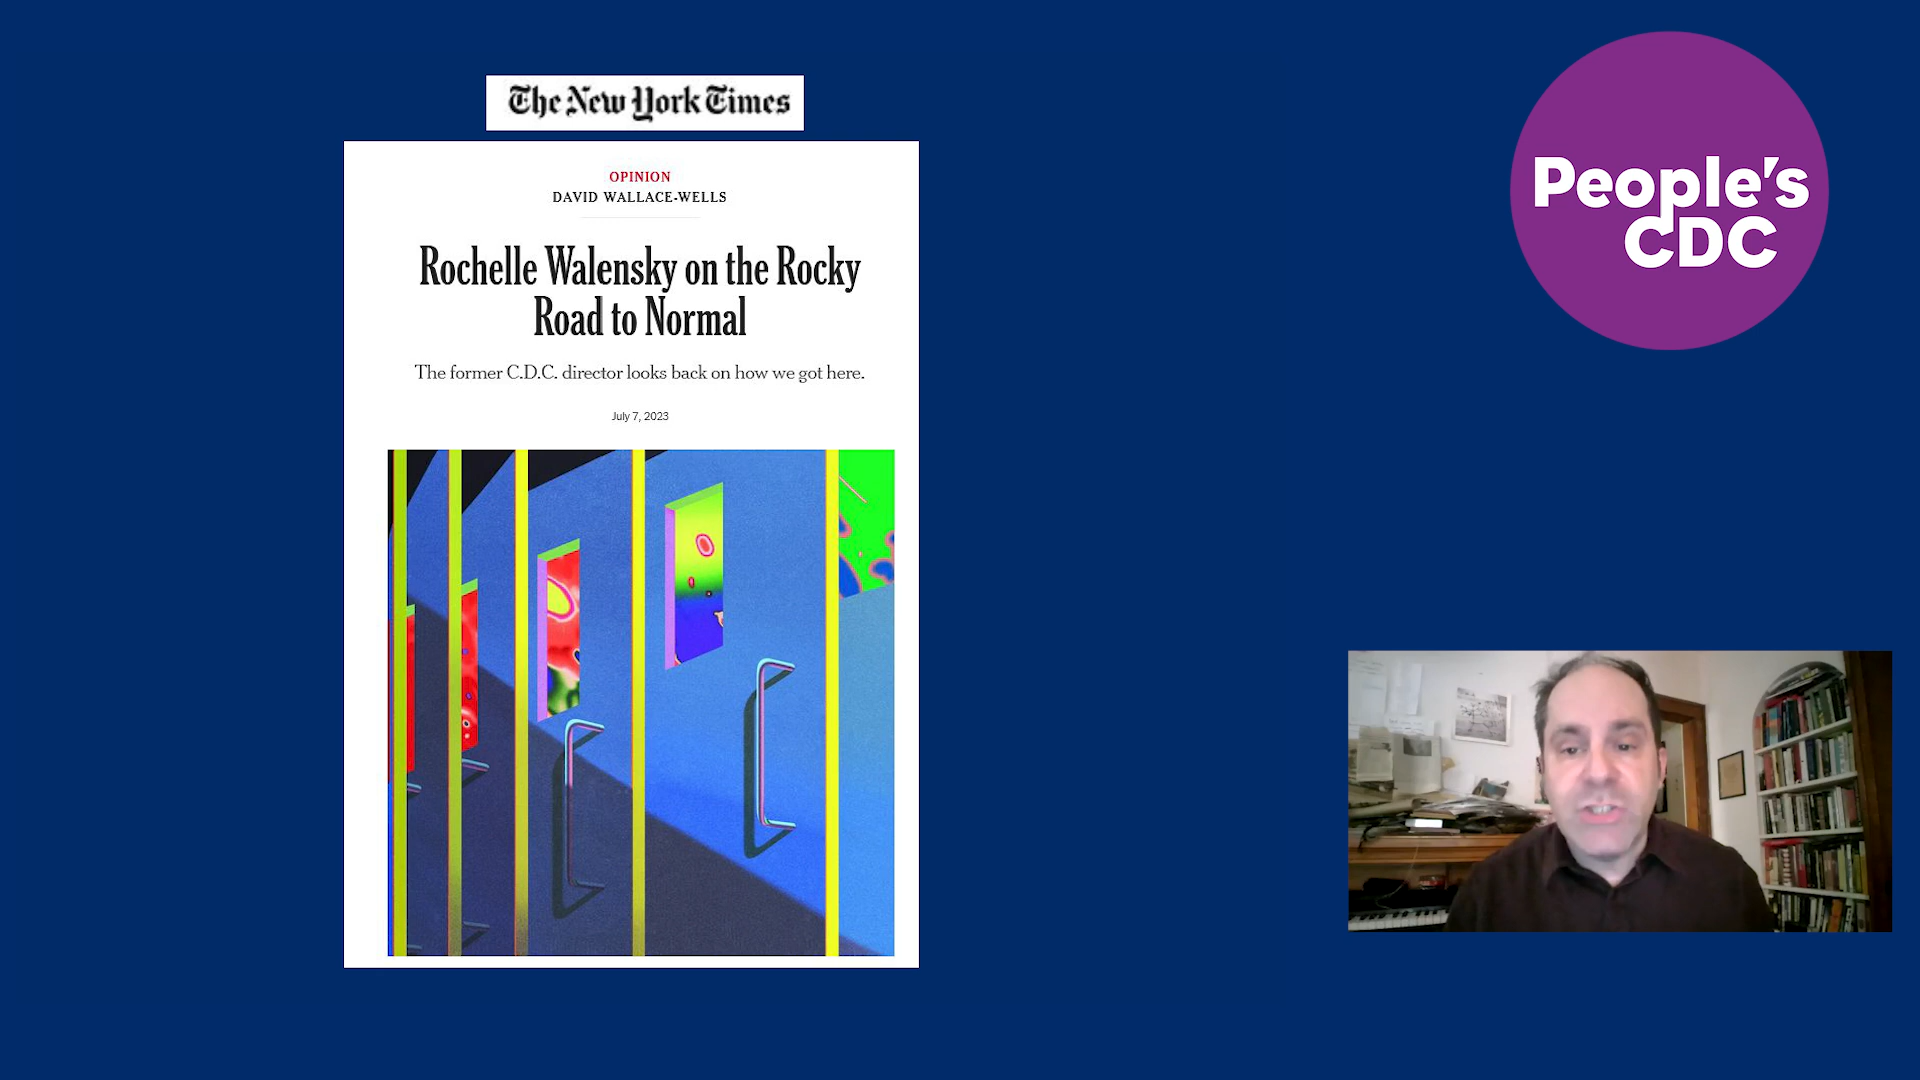 The New York Times
OPINION
DAVID WALLACE-WELLS
Rochelle Walensky on the Rocky
Road to Normal
The former C.D.C. director looks back on how we got here.
July 7, 2023
People's
CDC